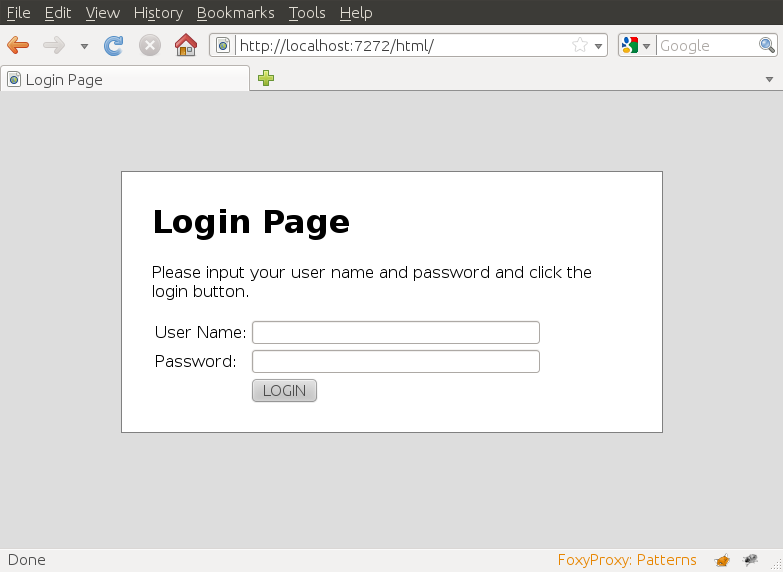 File Edit View History Bookmarks Tools Help
http://localhost:7272/html/ Google
Login Page
Login Page
Please input your user name and password and click the
login button.
User Name:
Password:
LOGIN
Done FoxyProxy: Patterns